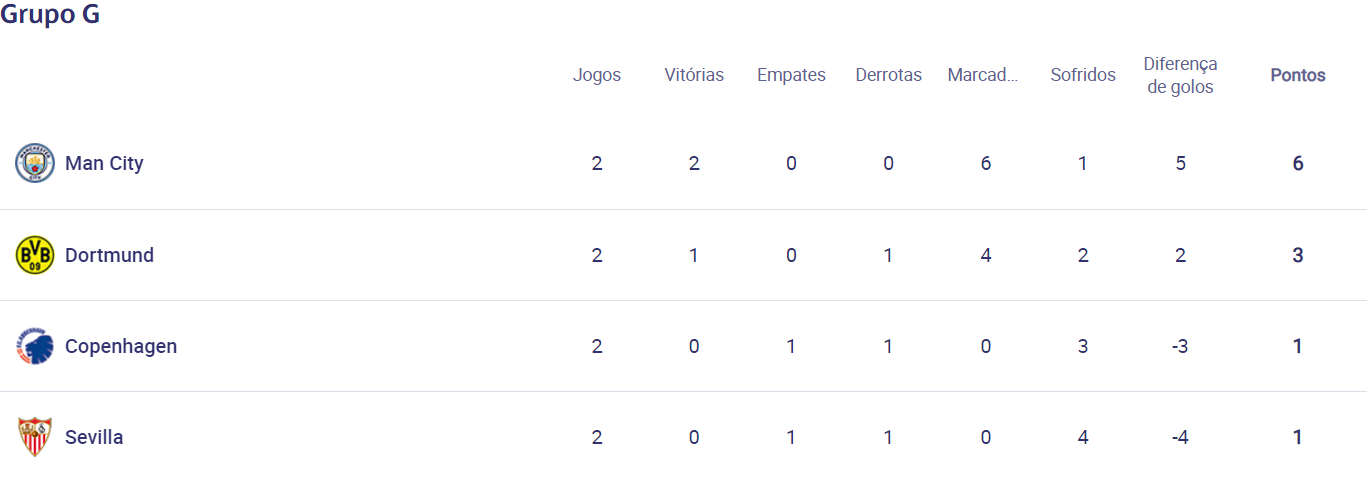 Grupo G
Jogos Vitórias Empates Derrotas Marcad... Sofridos Diferença de golos Pontos
Man City 2 2 0 0 6 1 5 6
BVB 09 Dortmund 2 1 0 1 4 2 2 3
Copenhagen 2 0 1 1 0 3 -3 1
Sevilla 2 0 1 1 0 4 -4 1